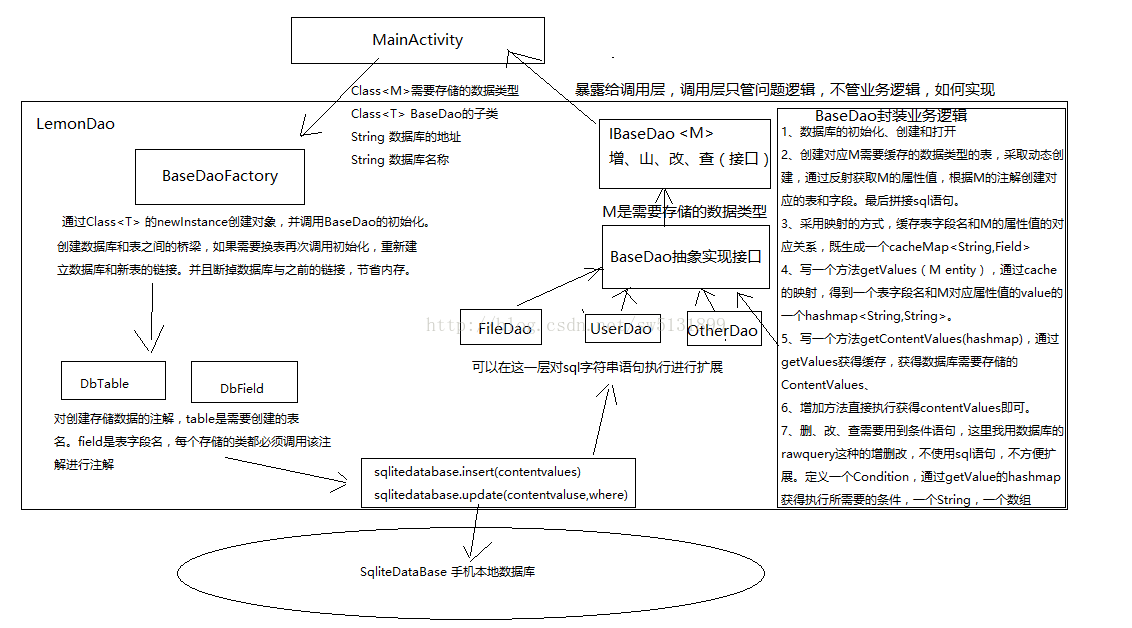 MainActivity
暴露给调用层，调用层只管问题逻辑，不管业务逻辑，如何实现
Class<M>需要存储的数据类型
Class<T> BaseDao的子类
String 数据库的地址
String 数据库名称
LemonDao
BaseDaoFactory
通过Class<T> 的newInstance创建对象，并调用BaseDao的初始化。
创建数据库和表之间的桥梁，如果需要换表再次调用初始化，重新建
立数据库和新表的链接。并且断掉数据库与之前的链接，节省内存。
IBaseDao <M>
增、山、改、查（接口）
M是需要存储的数据类型
BaseDao抽象实现接口
FileDao
UserDao
OtherDao
http://blog.csdn.net/sw5131899
可以在这一层对sql字符串语句执行进行扩展
DbTable
DbField
对创建存储数据的注解，table是需要创建的表
名。field是表字段名，每个存储的类都必须调用该注
解进行注解
sqlitedatabase.insert(contentvalues)
sqlitedatabase.update(contentvaluse,where)
BaseDao封装业务逻辑
1、数据库的初始化、创建和打开
2、创建对应M需要缓存的数据类型的表，采取动态创
建，通过反射获取M的属性值，根据M的注解创建对
应的表和字段。最后拼接sql语句。
3、采用映射的方式，缓存表字段名和M的属性值的对
应关系，既生成一个cacheMap<String,Field>
4、写一个方法getValues（M entity），通过cache
的映射，得到一个表字段名和M对应属性值的value的
一个hashmap<String,String>。
5、写一个方法getContentValues(hashmap)，通过
getValues获得缓存，获得数据库需要存储的
ContentValues、
6、增加方法直接执行获得contentValues即可。
7、删、改、查需要用到条件语句，这里我用数据库的
rawquery这种的增删改，不使用sql语句，不方便扩
展。定义一个Condition，通过getValue的hashmap
获得执行所需要的条件，一个String，一个数组
SqliteDataBase 手机本地数据库